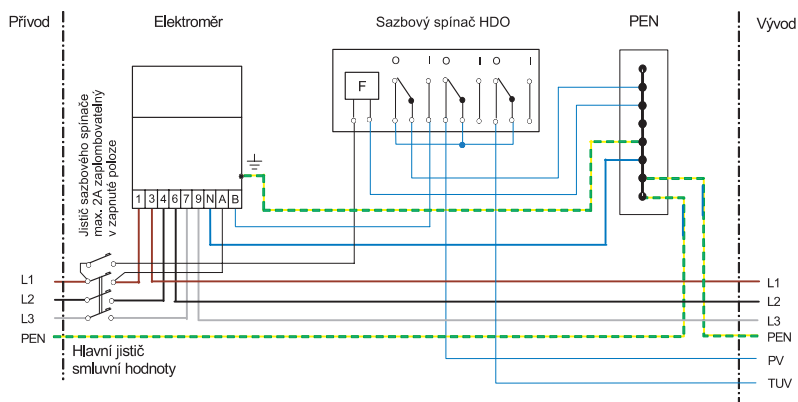 Přívod
Elektroměr
Sazbový spínač HDO
PEN
Vývod
O I O I O I
F
Jistič sazbového spínače
max. 2A zaplombovatelný
v zapnuté poloze
1 3 4 6 7 9 N A B
L1
L2
L3
PEN
Hlavní jistič
smluvní hodnoty
L1
L2
L3
PEN
PV
TUV